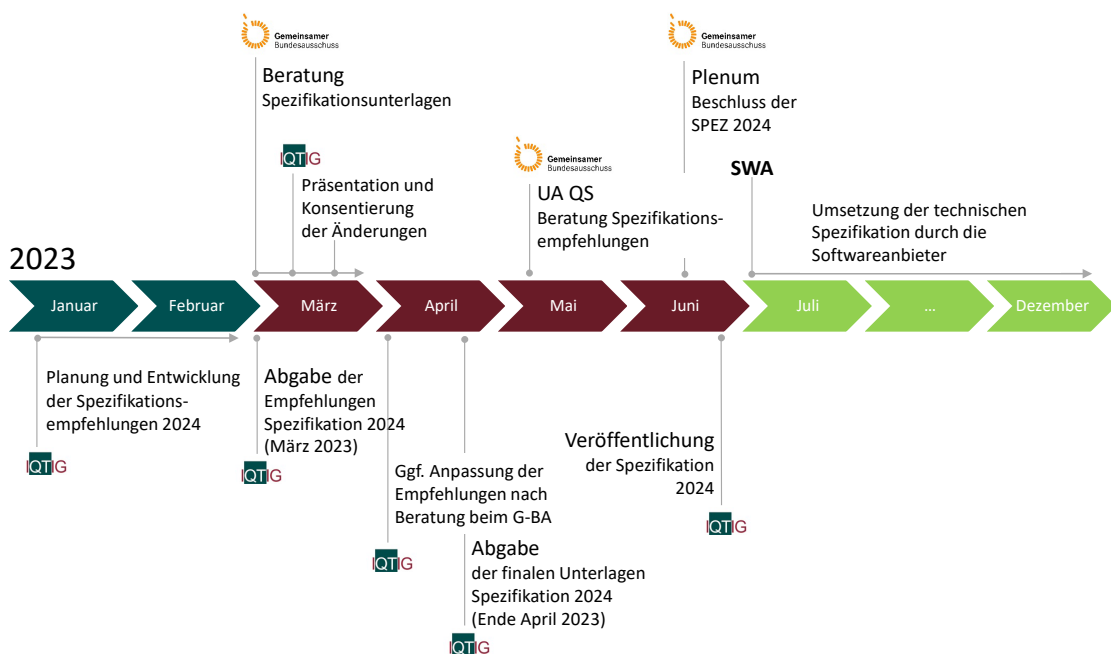 Gemeinsamer
Bundesausschuss
Beratung
Spezifikationsunterlagen
IQTIG
Präsentation und
Konsentierung
der Änderungen
Gemeinsamer
Bundesausschuss
UA QS
Beratung Spezifikations-
empfehlungen
Gemeinsamer
Bundesausschuss
Plenum
Beschluss der
SPEZ 2024
SWA
Umsetzung der technischen
Spezifikation durch die
Softwareanbieter
2023
Januar
Februar
März
April
Mai
Juni
Juli
...
Dezember
Planung und Entwicklung
der Spezifikations-
empfehlungen 2024
IQTIG
Abgabe der
Empfehlungen
Spezifikation 2024
(März 2023)
IQTIG
Ggf. Anpassung der
Empfehlungen nach
Beratung beim G-BA
IQTIG
Abgabe
der finalen Unterlagen
Spezifikation 2024
(Ende April 2023)
IQTIG
Veröffentlichung
der Spezifikation
2024
IQTIG